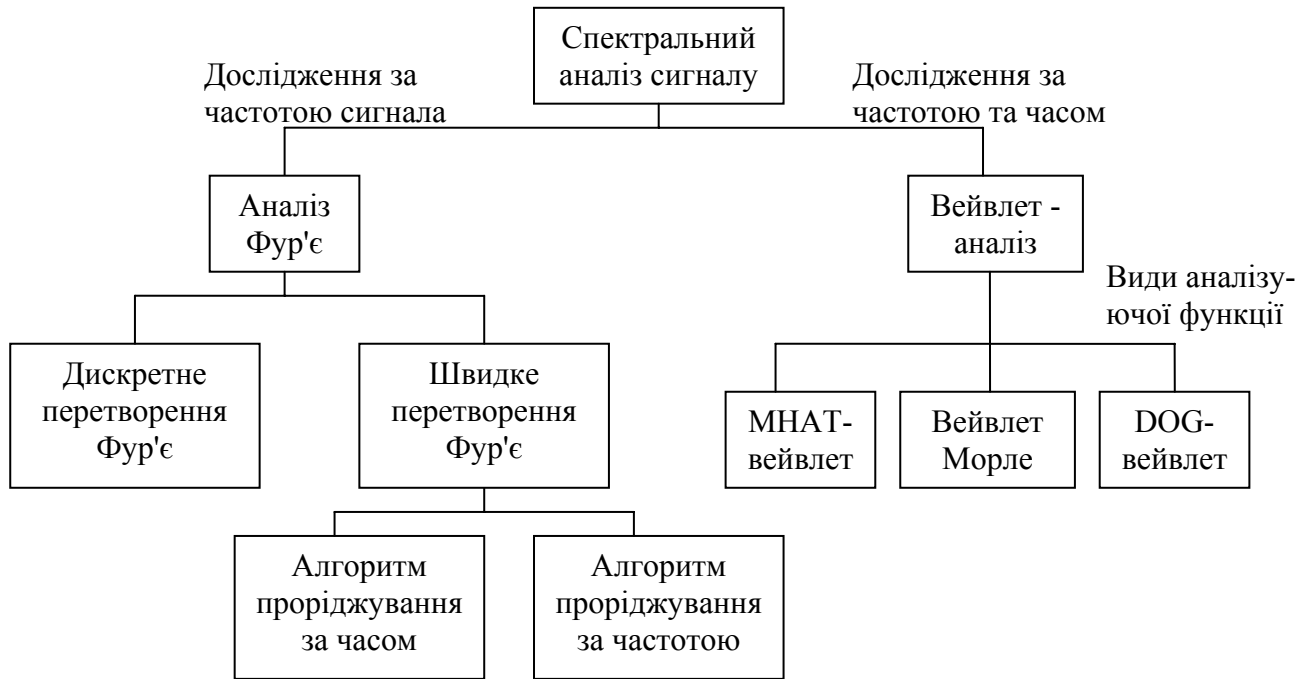 Спектральний
аналіз сигналу
Дослідження за
частотою сигнала
Дослідження за
частотою та часом
Аналіз
Фур'є
Вейвлет -
аналіз
Види аналізу-
ючої функції
Дискретне
перетворення
Фур'є
Швидке
перетворення
Фур'є
МНАТ-
вейвлет
Вейвлет
Морле
DOG-
вейвлет
Алгоритм
проріджування
за часом
Алгоритм
проріджування
за частотою